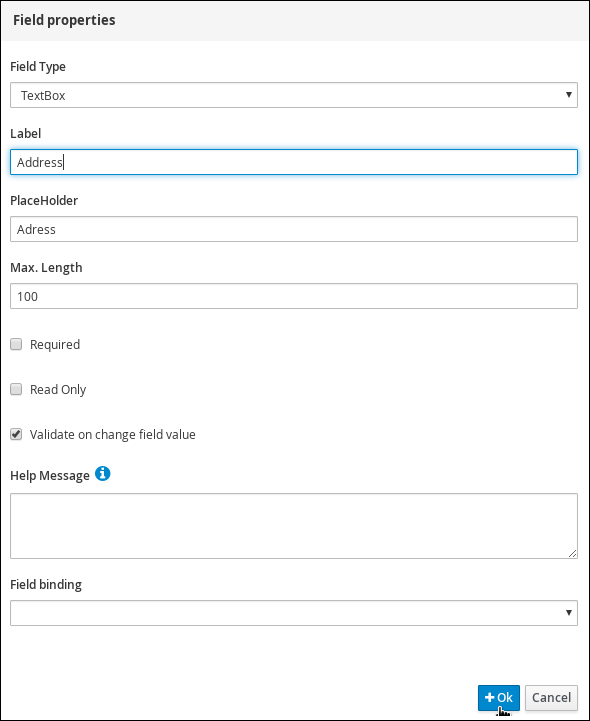 Field properties
Field Type
TextBox
Label
Address
PlaceHolder
Adress
Max. Length
100
Required
Read Only
Validate on change field value
Help Message
Field binding
Ok Cancel